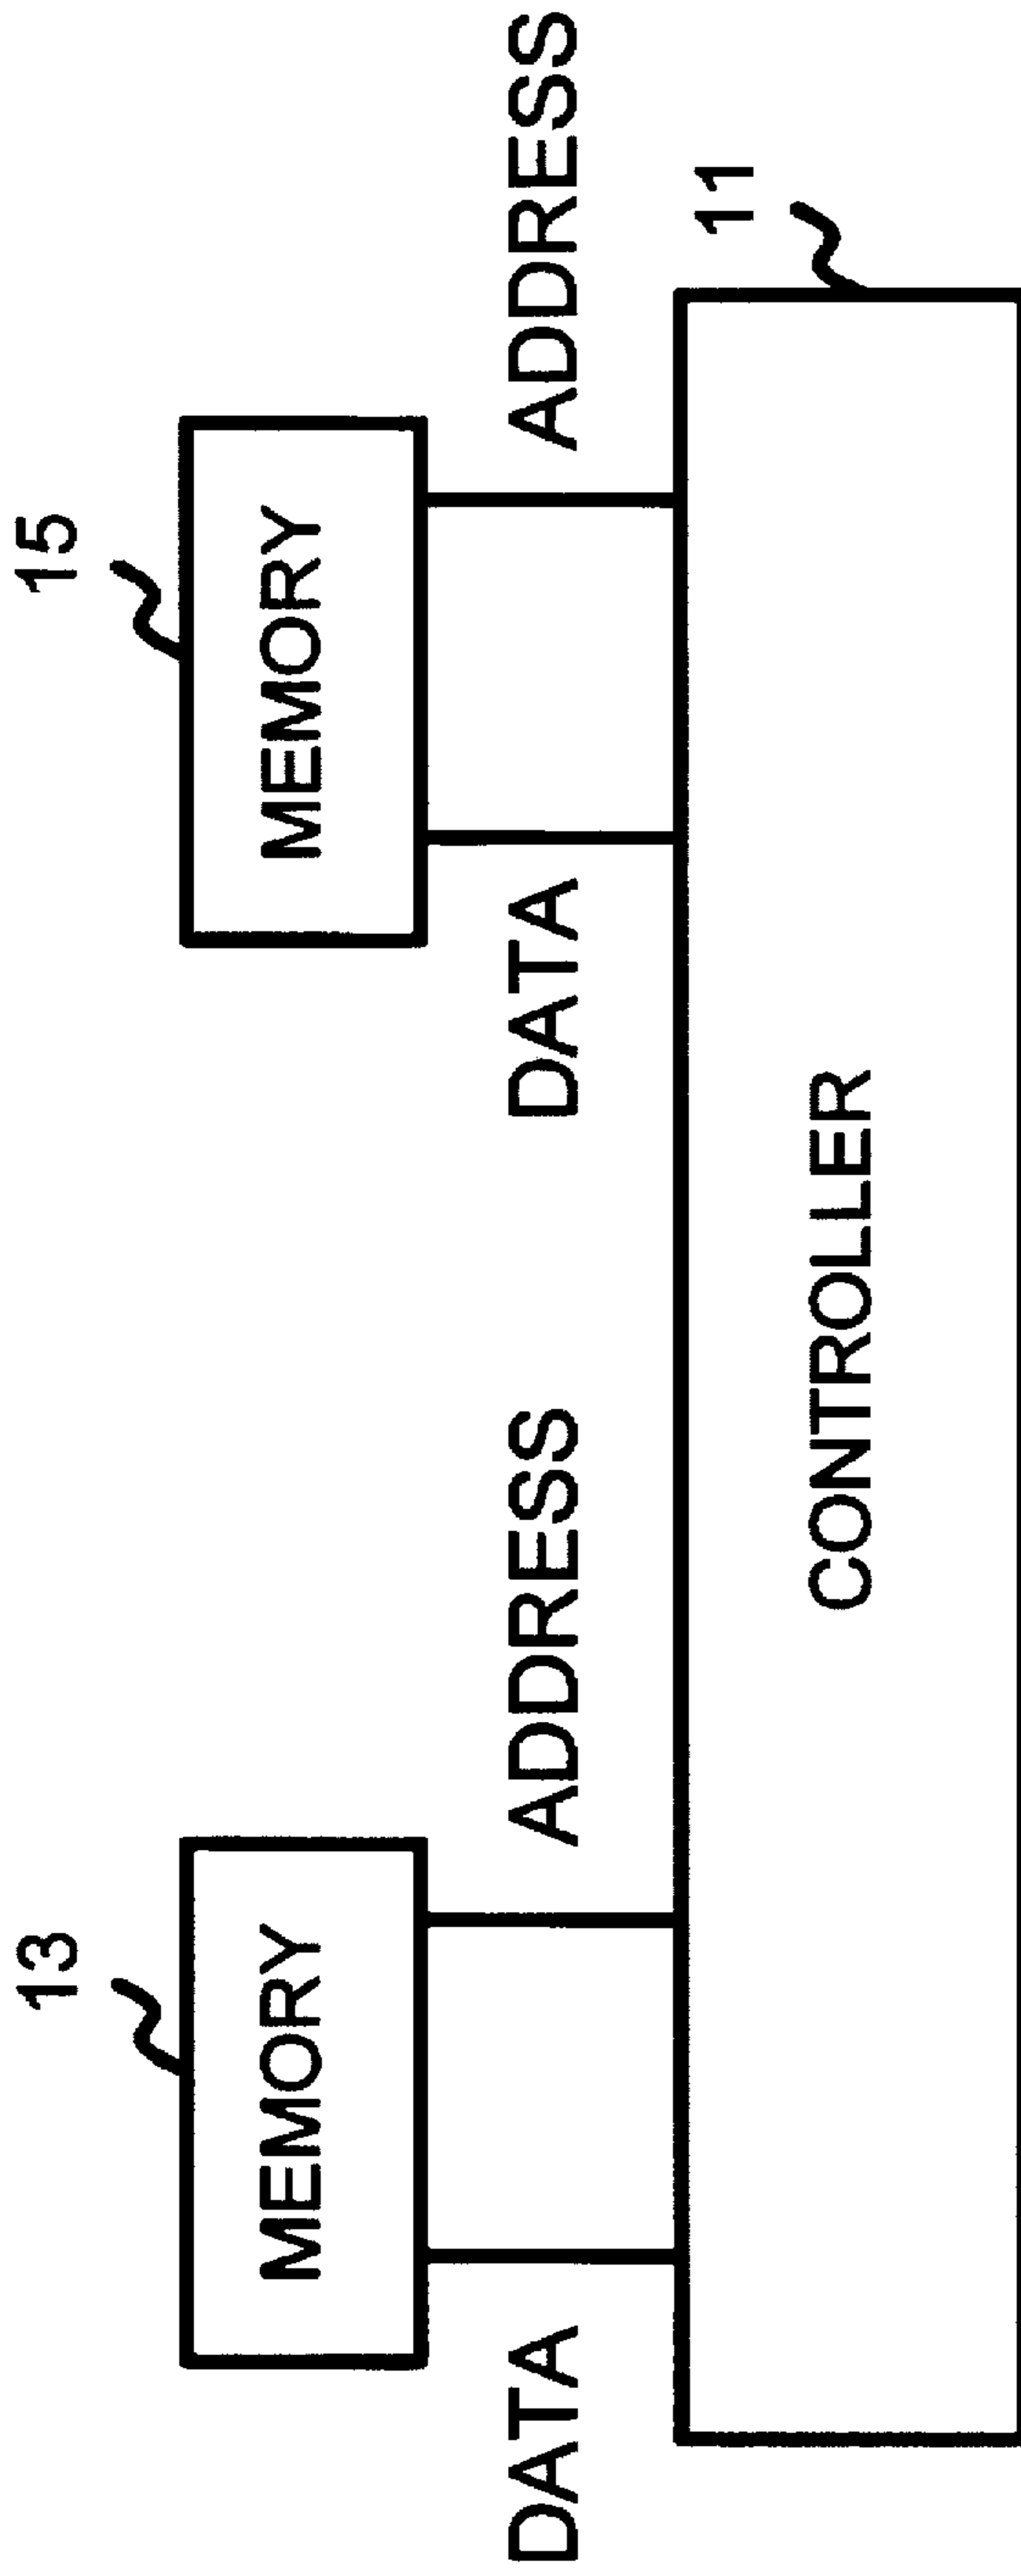 13
15
MEMORY
MEMORY
DATA
ADDRESS
DATA
ADDRESS
11
CONTROLLER